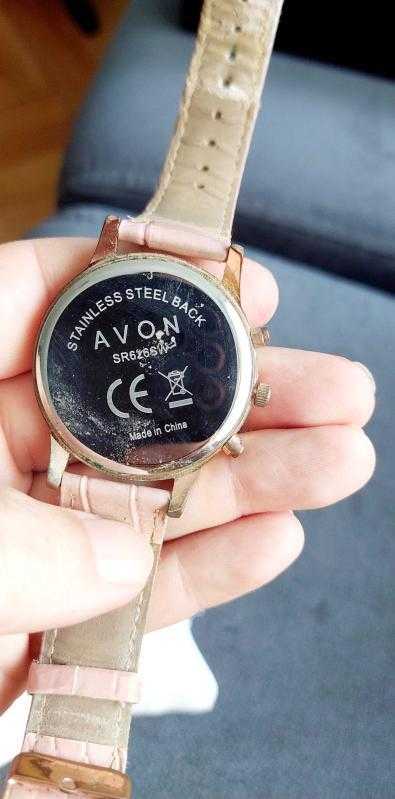 STAINLESS STEEL BACK
AVON
SR626SW
CE
Made in China